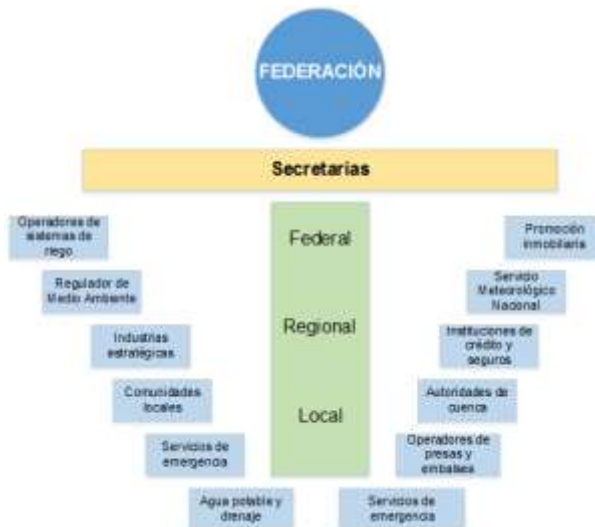 FEDERACIÓN
Secretarias
Federal
Regional
Local
Operadores de
sistemas de
riego
Regulador de
Medio Ambiente
Industrias
estratégicas
Comunidades
locales
Servicios de
emergencia
Agua potable y
drenaje
Promoción
inmobiliaria
Servicio
Meteorológico
Nacional
Instituciones de
crédito y
seguros
Autoridades de
cuenca
Operadores de
presas y
embalses
Servicios de
emergencia